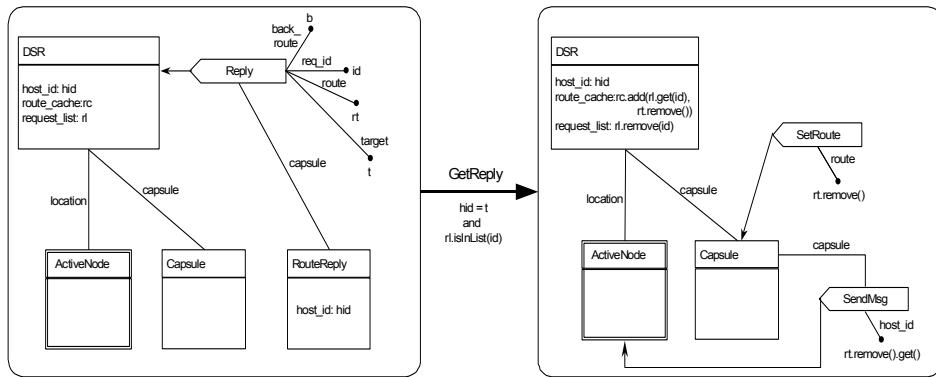 b
back_
route
DSR
req_id
Reply
id
route
host_id: hid
route_cache:rc
request_list: rl
rt
target
capsule
t
capsule
location
ActiveNode
Capsule
RouteReply
host_id: hid
GetReply
hid = t
and
rl.isInList(id)
DSR
host_id: hid
route_cache:rc.add(rl.get(id),
rt.remove())
request_list: rl.remove(id)
SetRoute
route
rt.remove()
capsule
location
capsule
ActiveNode
Capsule
SendMsg
host_id
rt.remove().get()